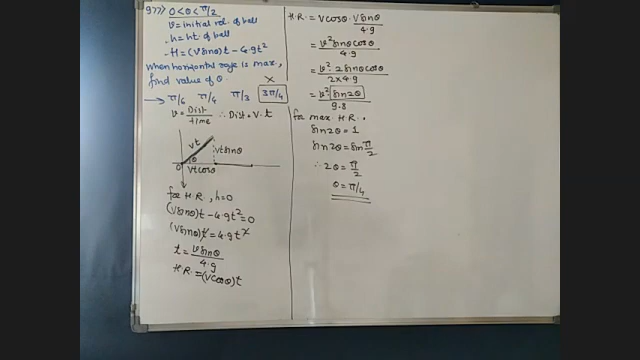 977) 0 < θ < π/2
v = initial vel. of ball
h = ht. of ball
H = (v sinθ)t - 4.9t²
when horizontal range is max,
find value of θ.
→ π/6 π/4 π/3 3π/4 ×
v = Dist/time ∴ Dist = v.t
vt
vt sinθ
θ
O
vt cosθ
for H.R., h = 0
(v sinθ)t - 4.9t² = 0
(v sinθ)t = 4.9t²
t = v sinθ/4.9
H.R. = (v cosθ)t
H.R. = v cosθ . v sinθ/4.9
= v² sinθ cosθ/4.9
= v². 2 sinθ cosθ/2×4.9
= v². sin2θ/9.8
for max H.R.
sin2θ = 1
sin2θ = sin π/2
∴ 2θ = π/2
θ = π/4